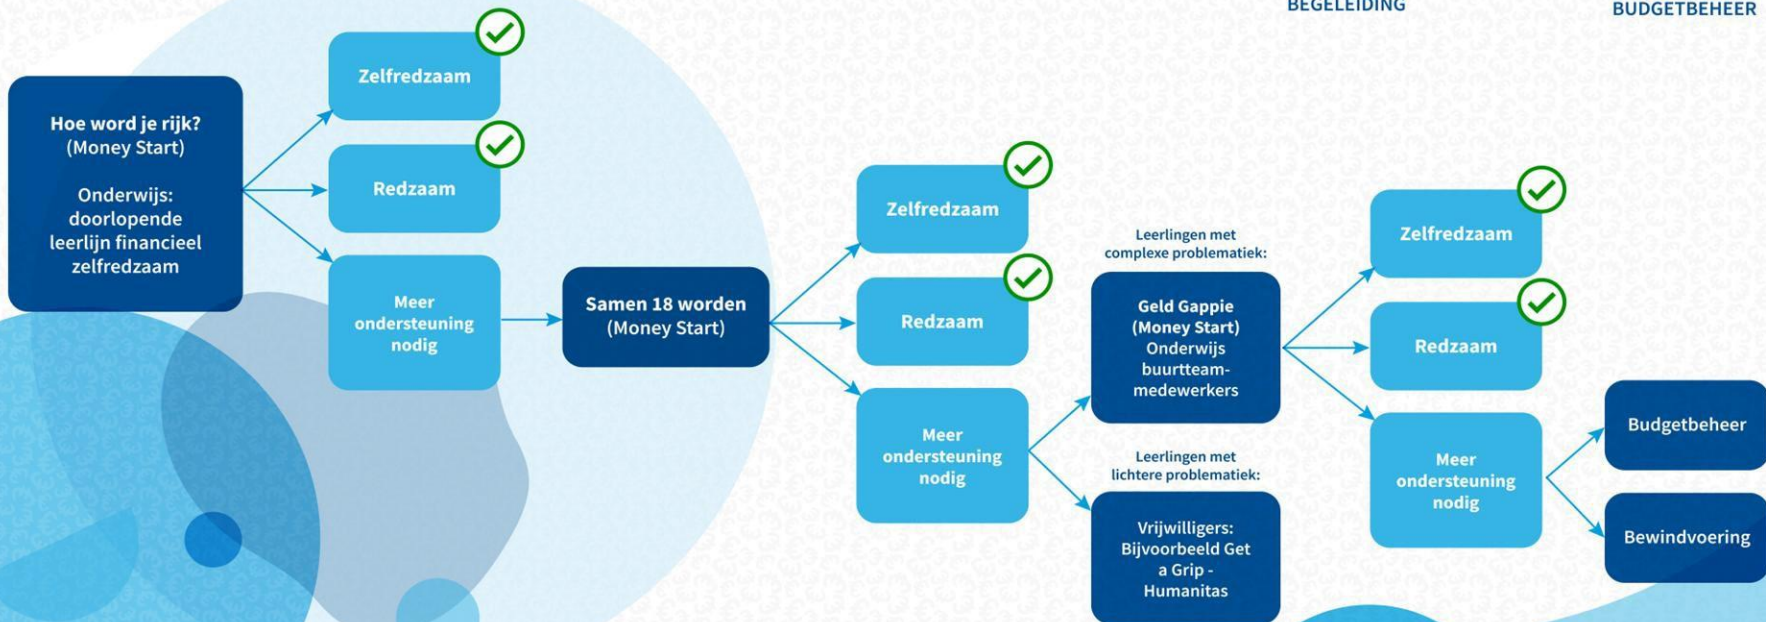 BEGELEIDING
BUDGETBEHEER
Hoe word je rijk?
(Money Start)
Onderwijs:
doorlopende
leerlijn financieel
zelfredzaam
Zelfredzaam
Redzaam
Meer
ondersteuning
nodig
Samen 18 worden
(Money Start)
Zelfredzaam
Redzaam
Meer
ondersteuning
nodig
Leerlingen met
complexe problematiek:
Geld Gappie
(Money Start)
Onderwijs
buurtteam-
medewerkers
Leerlingen met
lichtere problematiek:
Vrijwilligers:
Bijvoorbeeld Get
a Grip -
Humanitas
Zelfredzaam
Redzaam
Meer
ondersteuning
nodig
Budgetbeheer
Bewindvoering